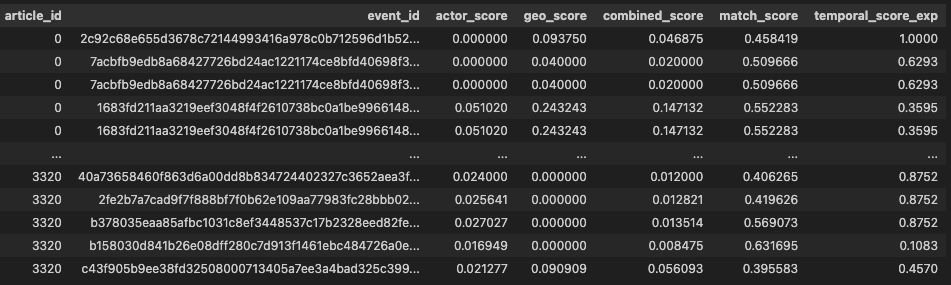 article_id event_id actor_score geo_score combined_score match_score temporal_score_exp
0 2c92c68e655d3678c72144993416a978c0b712596d1b52... 0.000000 0.093750 0.046875 0.458419 1.0000
0 7acbfb9edb8a68427726bd24ac1221174ce8bfd40698f3... 0.000000 0.040000 0.020000 0.509666 0.6293
0 7acbfb9edb8a68427726bd24ac1221174ce8bfd40698f3... 0.000000 0.040000 0.020000 0.509666 0.6293
0 1683fd211aa3219eef3048f4f2610738bc0a1be9966148... 0.051020 0.243243 0.147132 0.552283 0.3595
0 1683fd211aa3219eef3048f4f2610738bc0a1be9966148... 0.051020 0.243243 0.147132 0.552283 0.3595
... ... ... ... ... ... ...
3320 40a73658460f863d6a00dd8b834724402327c3652aea3f... 0.024000 0.000000 0.012000 0.406265 0.8752
3320 2fe2b7a7cad9f7f888bf7f0b62e109aa77983fc28bbb02... 0.025641 0.000000 0.012821 0.419626 0.8752
3320 b378035eaa85afbc1031c8ef3448537c17b2328eed82fe... 0.027027 0.000000 0.013514 0.569073 0.8752
3320 b158030d841b26e08dff280c7d913f1461ebc484726a0e... 0.016949 0.000000 0.008475 0.631695 0.1083
3320 c43f905b9ee38fd32508000713405a7ee3a4bad325c399... 0.021277 0.090909 0.056093 0.395583 0.4570